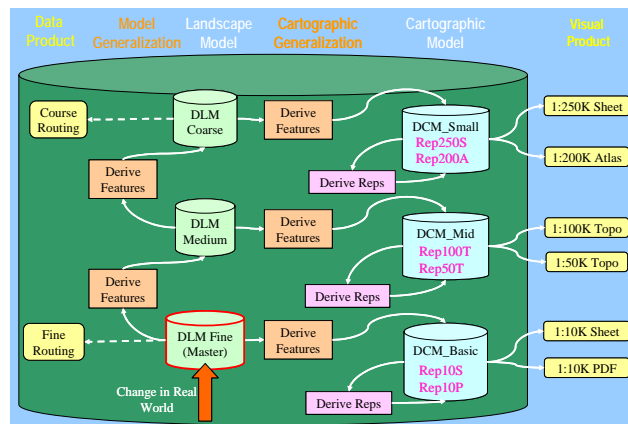 Data Product
Model Generalization
Landscape Model
Cartographic Generalization
Cartographic Model
Visual Product
Course Routing
DLM Coarse
Derive Features
DCM_Small
Rep250S
Rep200A
1:250K Sheet
1:200K Atlas
Derive Features
Derive Reps
DLM Medium
Derive Features
DCM_Mid
Rep100T
Rep50T
1:100K Topo
1:50K Topo
Derive Features
Derive Reps
Fine Routing
DLM Fine (Master)
Derive Features
DCM_Basic
Rep10S
Rep10P
1:10K Sheet
1:10K PDF
Change in Real World
Derive Reps